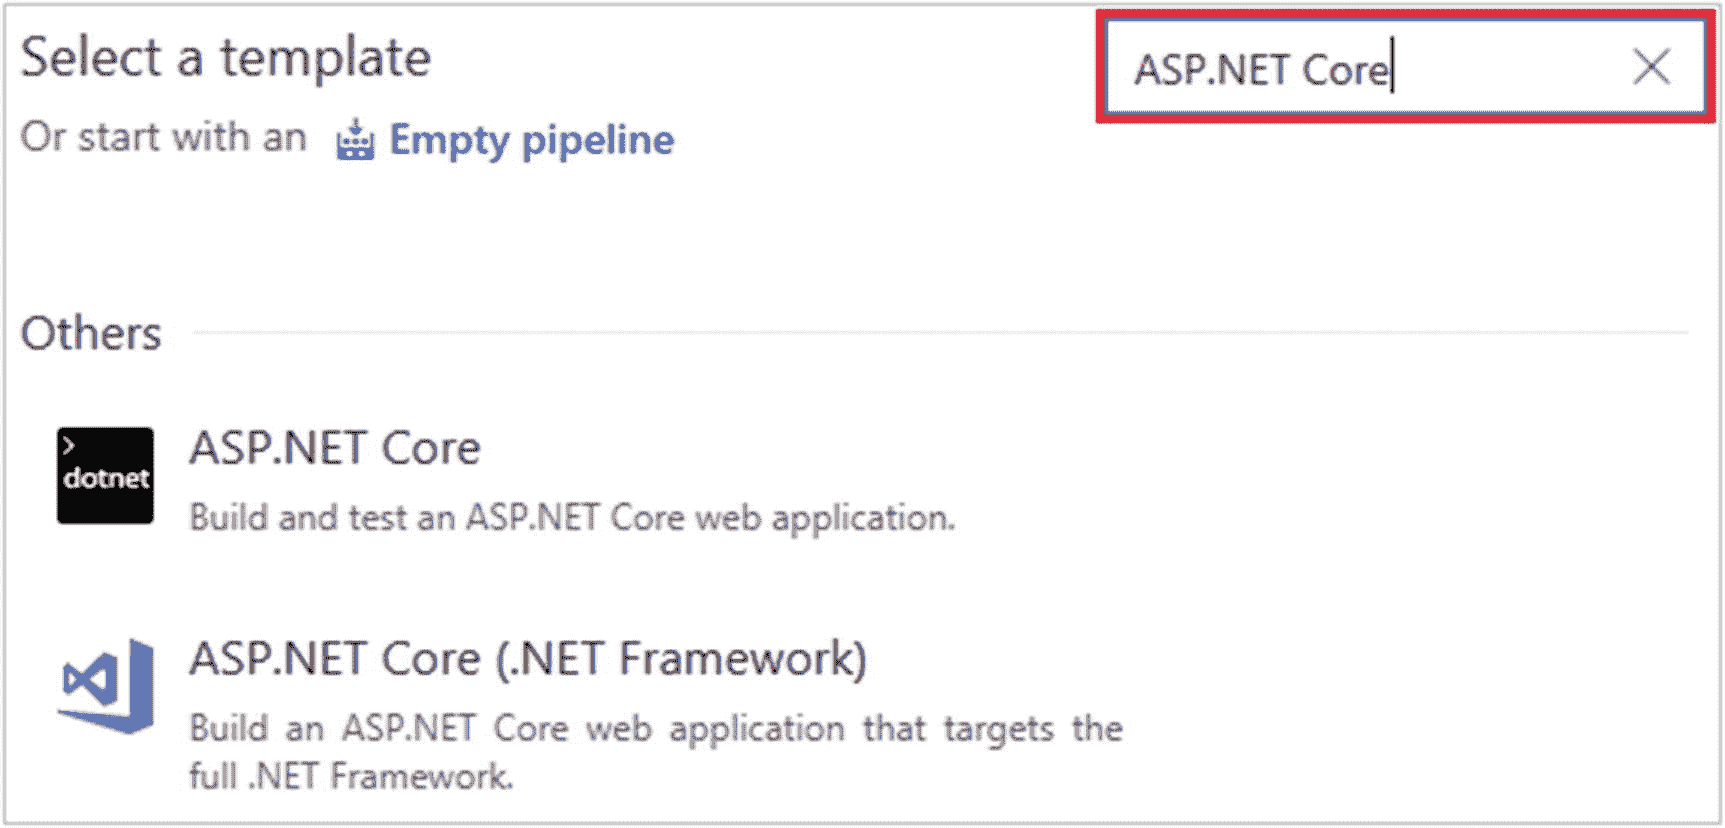 Select a template
ASP.NET Core
Or start with an Empty pipeline
Others
dotnet
ASP.NET Core
Build and test an ASP.NET Core web application.
ASP.NET Core (.NET Framework)
Build an ASP.NET Core web application that targets the
full .NET Framework.